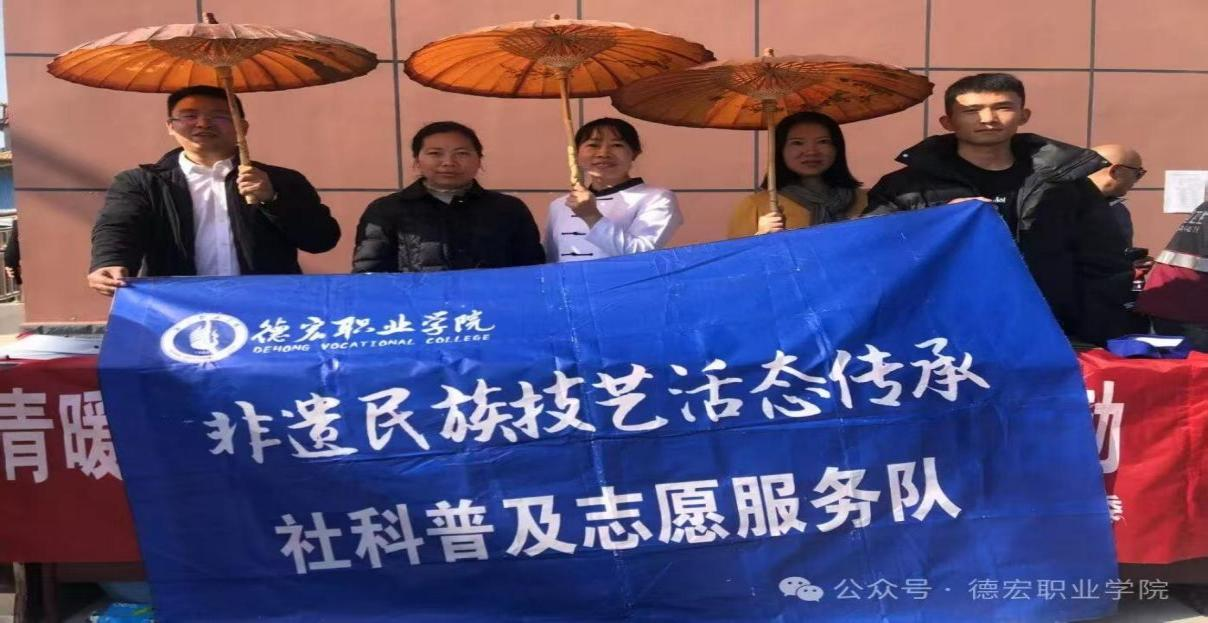 德宏职业学院
DEHONG VOCATIONAL COLLEGE
非遗民族技艺活态传承
社科普及志愿服务队
情暖
动
公众号 · 德宏职业学院